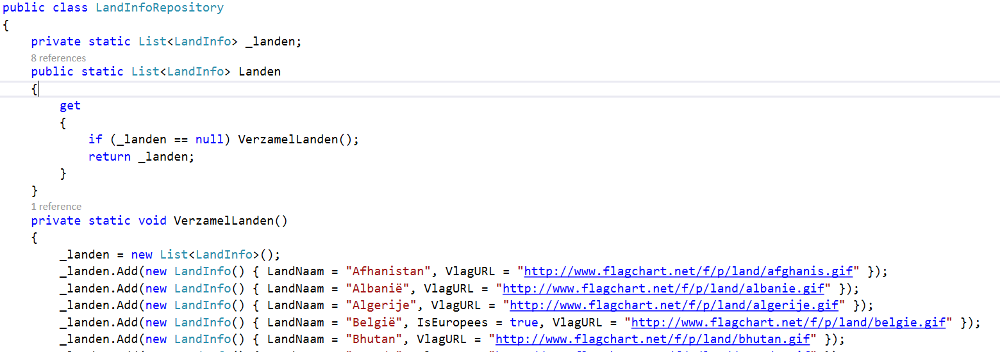 public class LandInfoRepository
{
private static List<LandInfo> _landen;
8 references
public static List<LandInfo> Landen
{
get
{
if (_landen == null) VerzamelLanden();
return _landen;
}
}
1 reference
private static void VerzamelLanden()
{
_landen = new List<LandInfo>();
_landen.Add(new LandInfo() { LandNaam = "Afhanistan", VlagURL = "http://www.flagchart.net/f/p/land/afghanis.gif" });
_landen.Add(new LandInfo() { LandNaam = "Albanië", VlagURL = "http://www.flagchart.net/f/p/land/albanie.gif" });
_landen.Add(new LandInfo() { LandNaam = "Algerije", VlagURL = "http://www.flagchart.net/f/p/land/algerije.gif" });
_landen.Add(new LandInfo() { LandNaam = "België", IsEuropees = true, VlagURL = "http://www.flagchart.net/f/p/land/belgie.gif" });
_landen.Add(new LandInfo() { LandNaam = "Bhutan", VlagURL = "http://www.flagchart.net/f/p/land/bhutan.gif" });